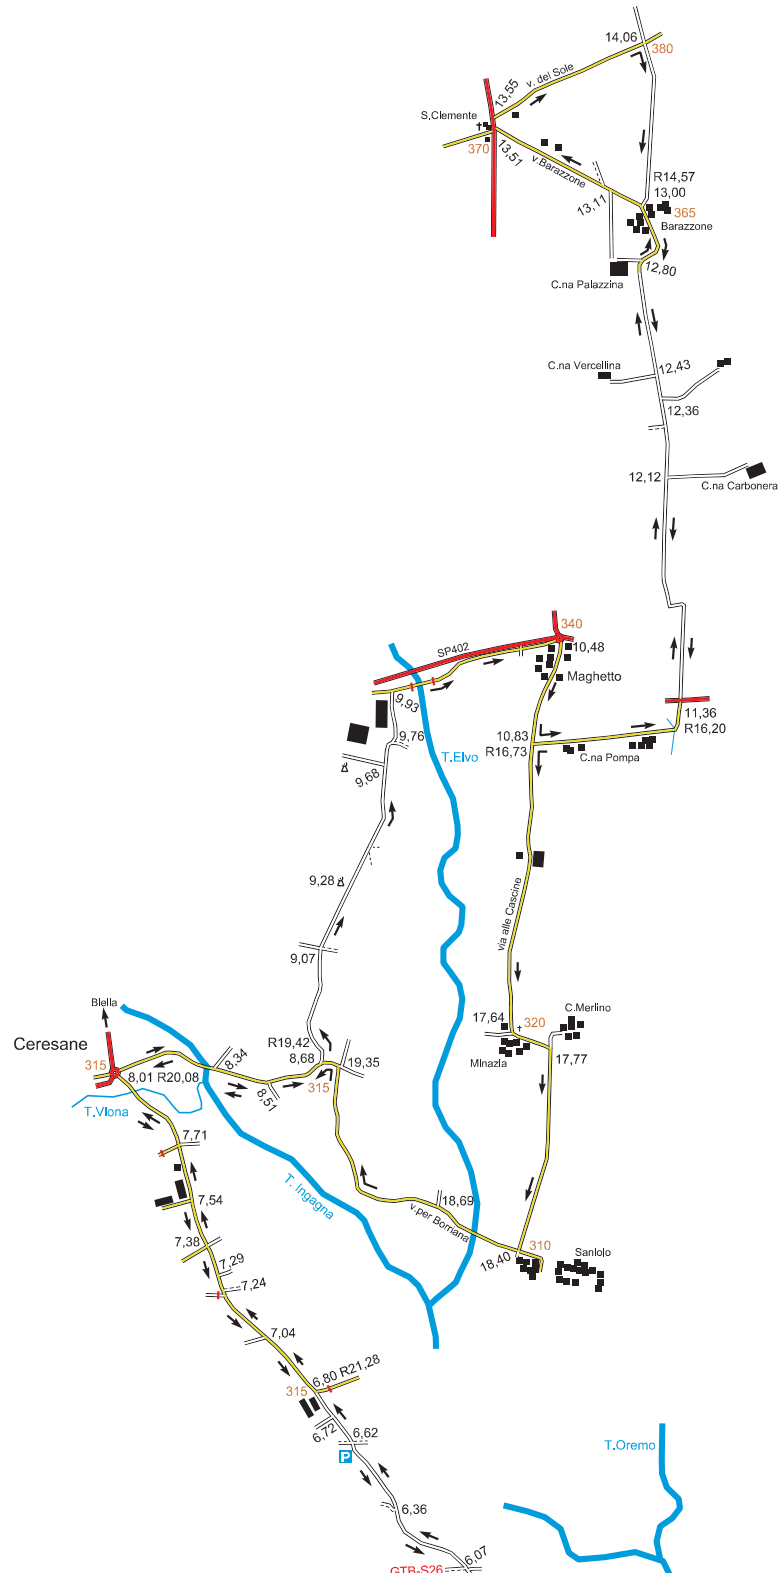 14,06
380
v. del Sole
13,55
S,Clemente
370
13,51
v.Barazzone
R14,57
13,00
13,11
365
Barazzone
12,80
C.na Palazzina
12,43
C.na Vercellina
12,36
12,12
C.na Carbonera
340
SP402
10,48
Maghetto
9,93
11,36
R16,20
10,83
R16,73
9,76
T.Elvo
C.na Pompa
9,68
9,28
via alle Cascine
9,07
Blella
17,64
320
C.Merlino
Ceresane
R19,42
8,68
19,35
MInazla
17,77
315
8,01 R20,08
8,34
8,51
315
T.VIona
7,71
T. Ingagna
7,54
18,69
v.per Borriana
7,38
310
18,40
SanIoIo
7,29
7,24
7,04
6,80 R21,28
315
6,72
6,62
P
T.Oremo
6,36
6,07
GTB-S26